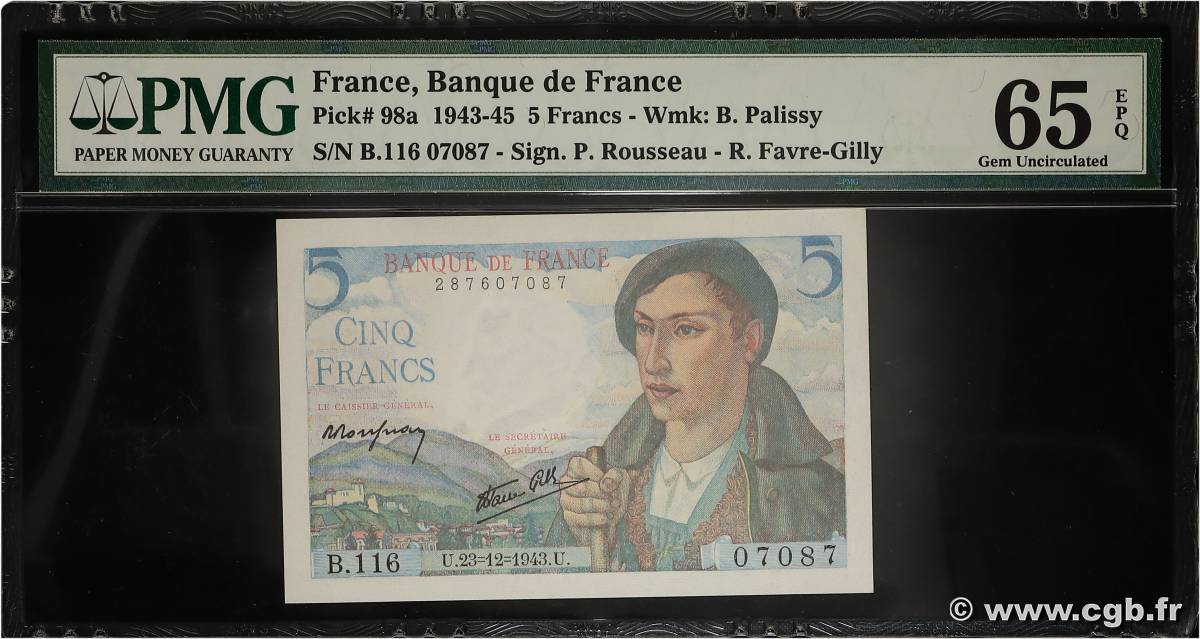 PMG
PAPER MONEY GUARANTY
France, Banque de France
Pick# 98a 1943-45 5 Francs - Wmk: B. Palissy
S/N B.116 07087 - Sign. P. Rousseau - R. Favre-Gilly
65
EPQ
Gem Uncirculated
5 BANQUE DE FRANCE 5
287607087
CINQ
FRANCS
LE CAISSIER GÉNÉRAL,
LE SECRÉTAIRE
GÉNÉRAL,
B.116 U.23=12=1943.U. 07087
© www.cgb.fr